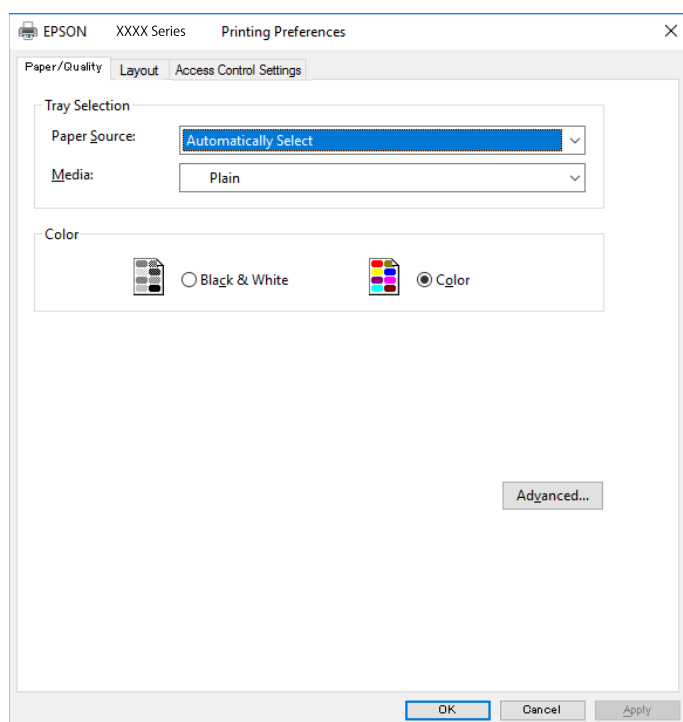 EPSON XXXX Series Printing Preferences
Paper/Quality Layout Access Control Settings
Tray Selection
Paper Source: Automatically Select
Media: Plain
Color
Black & White Color
Advanced...
OK Cancel Apply